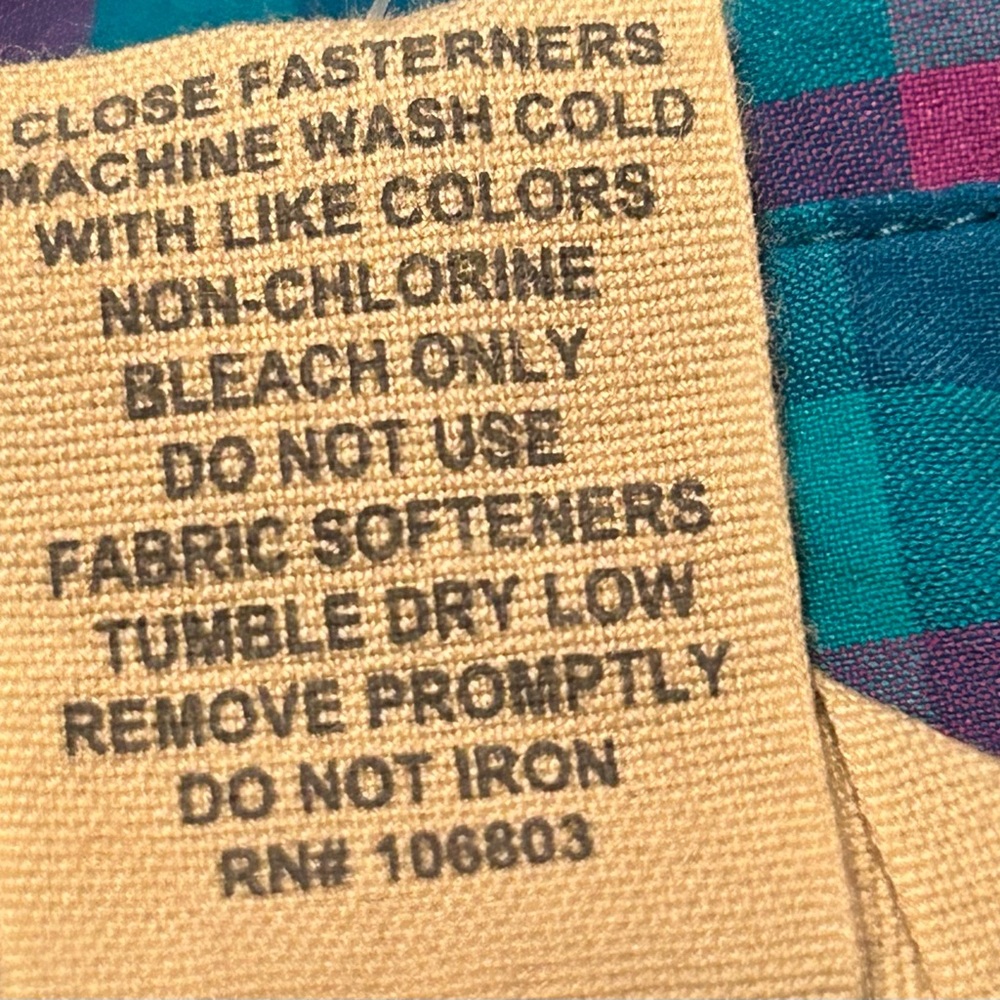 CLOSE FASTERNERS
MACHINE WASH COLD
WITH LIKE COLORS
NON-CHLORINE
BLEACH ONLY
DO NOT USE
FABRIC SOFTENERS
TUMBLE DRY LOW
REMOVE PROMPTLY
DO NOT IRON
RN# 106803